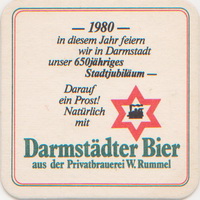 — 1980 —
in diesem Jahr feiern
wir in Darmstadt
unser 650jähriges
Stadtjubiläum —
Darauf
ein Prost!
Natürlich
mit
Darmstädter Bier
aus der Privatbrauerei W. Rummel